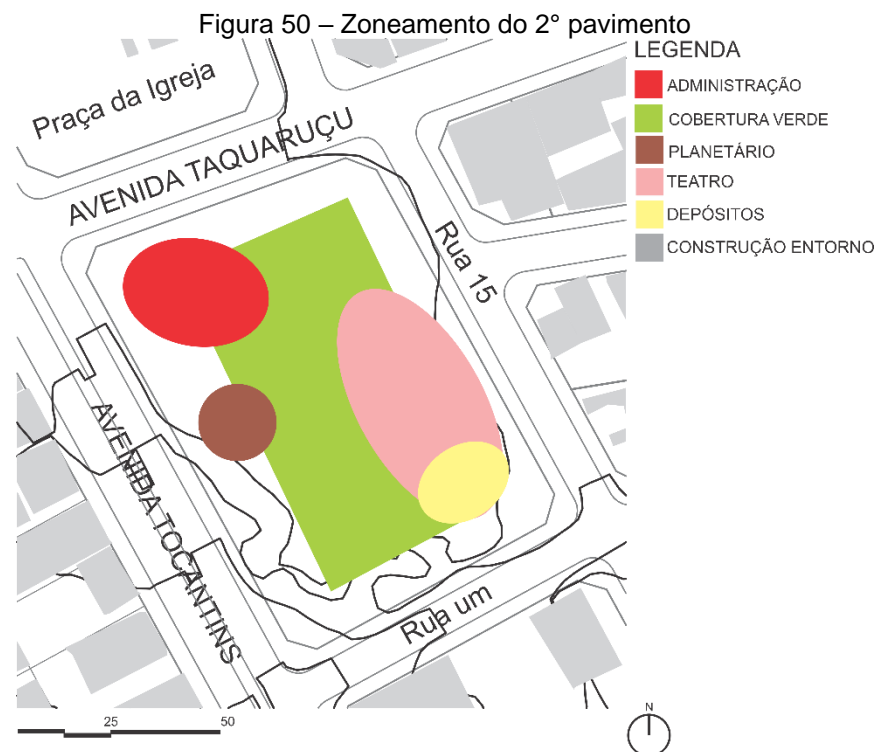 Figura 50 – Zoneamento do 2° pavimento
LEGENDA
ADMINISTRAÇÃO
COBERTURA VERDE
PLANETÁRIO
TEATRO
DEPÓSITOS
CONSTRUÇÃO ENTORNO
Praça da Igreja
AVENIDA TAQUARUÇU
Rua 15
AVENIDA TOCANTINS
Rua um
25
50
N